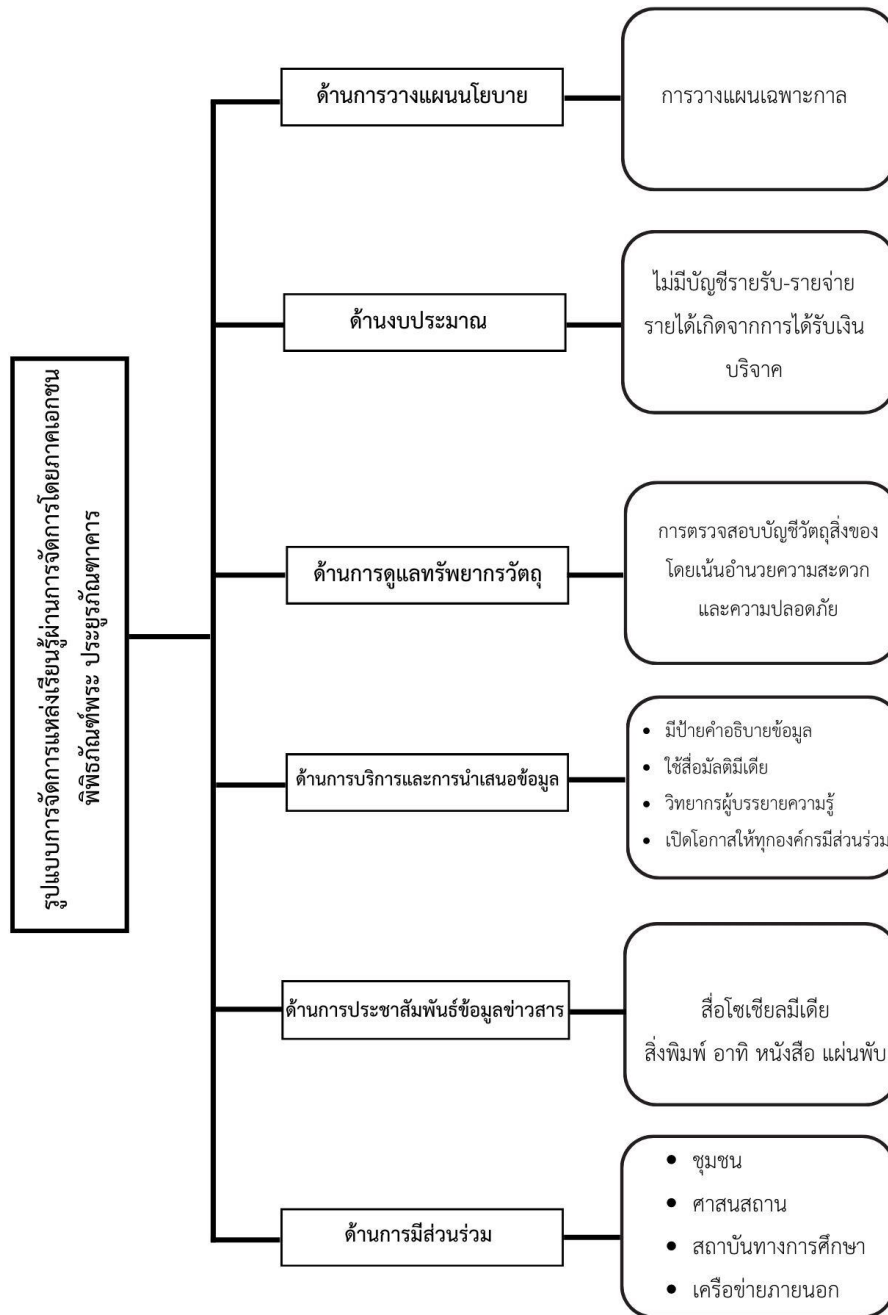 รูปแบบการจัดการแหล่งเรียนรู้ผ่านการจัดการโดยภาคเอกชน
พิพิธภัณฑ์พระ ประยูรภัณฑาคาร
ด้านการวางแผนนโยบาย
การวางแผนเฉพาะกาล
ด้านงบประมาณ
ไม่มีบัญชีรายรับ-รายจ่าย
รายได้เกิดจากการได้รับเงิน
บริจาค
ด้านการดูแลทรัพยากรวัตถุ
การตรวจสอบบัญชีวัตถุสิ่งของ
โดยเน้นอำนวยความสะดวก
และความปลอดภัย
ด้านการบริการและการนำเสนอข้อมูล
• มีป้ายคำอธิบายข้อมูล
• ใช้สื่อมัลติมีเดีย
• วิทยากรผู้บรรยายความรู้
• เปิดโอกาสให้ทุกองค์กรมีส่วนร่วม
ด้านการประชาสัมพันธ์ข้อมูลข่าวสาร
สื่อโซเชียลมีเดีย
สิ่งพิมพ์ อาทิ หนังสือ แผ่นพับ
ด้านการมีส่วนร่วม
• ชุมชน
• ศาสนสถาน
• สถาบันทางการศึกษา
• เครือข่ายภายนอก